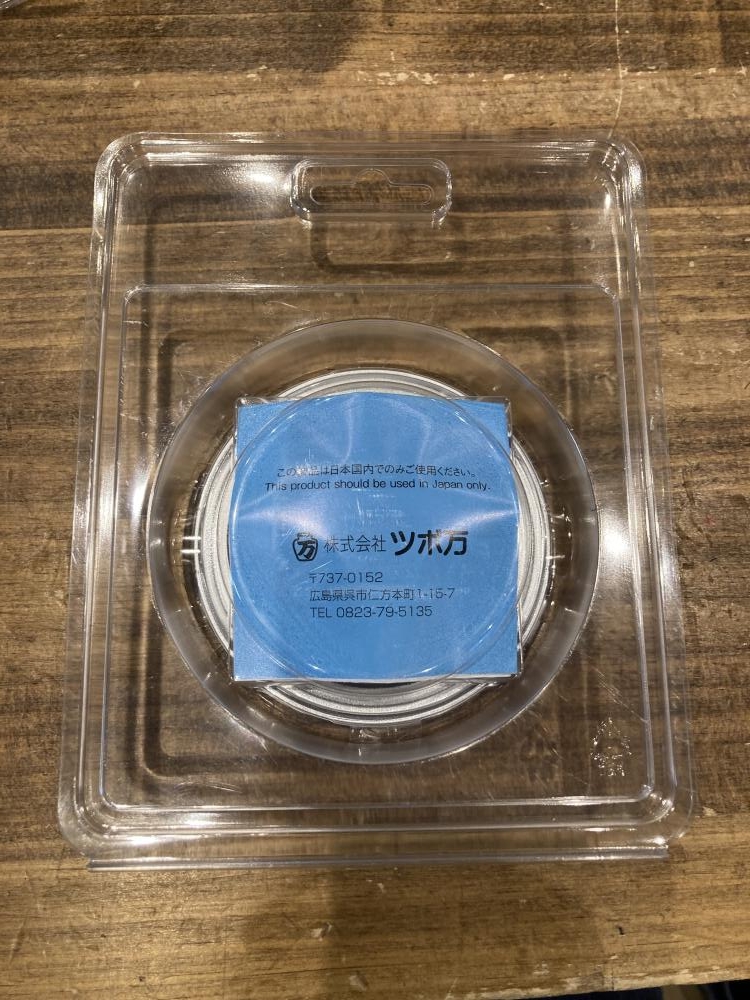 この製品は日本国内でのみご使用ください。
This product should be used in Japan only.
万 株式会社 ツボ万
〒737-0152
広島県呉市仁方本町1-15-7
TEL 0823-79-5135